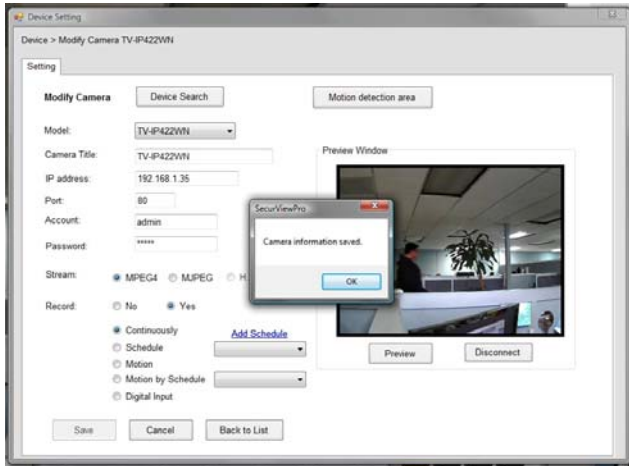 Device Setting
Device > Modify Camera TV-IP422WN
Setting
Modify Camera
Device Search
Motion detection area
Model:
TV-IP422WN
Camera Title:
TV-IP422WN
Preview Window
IP address:
192.168.1.35
Port:
80
Account:
admin
Password:
*****
SecurViewPro
Camera information saved.
OK
Stream:
MPEG4
MJPEG
H.
Record:
No
Yes
Continuously
Add Schedule
Schedule
Motion
Motion by Schedule
Digital Input
Preview
Disconnect
Save
Cancel
Back to List